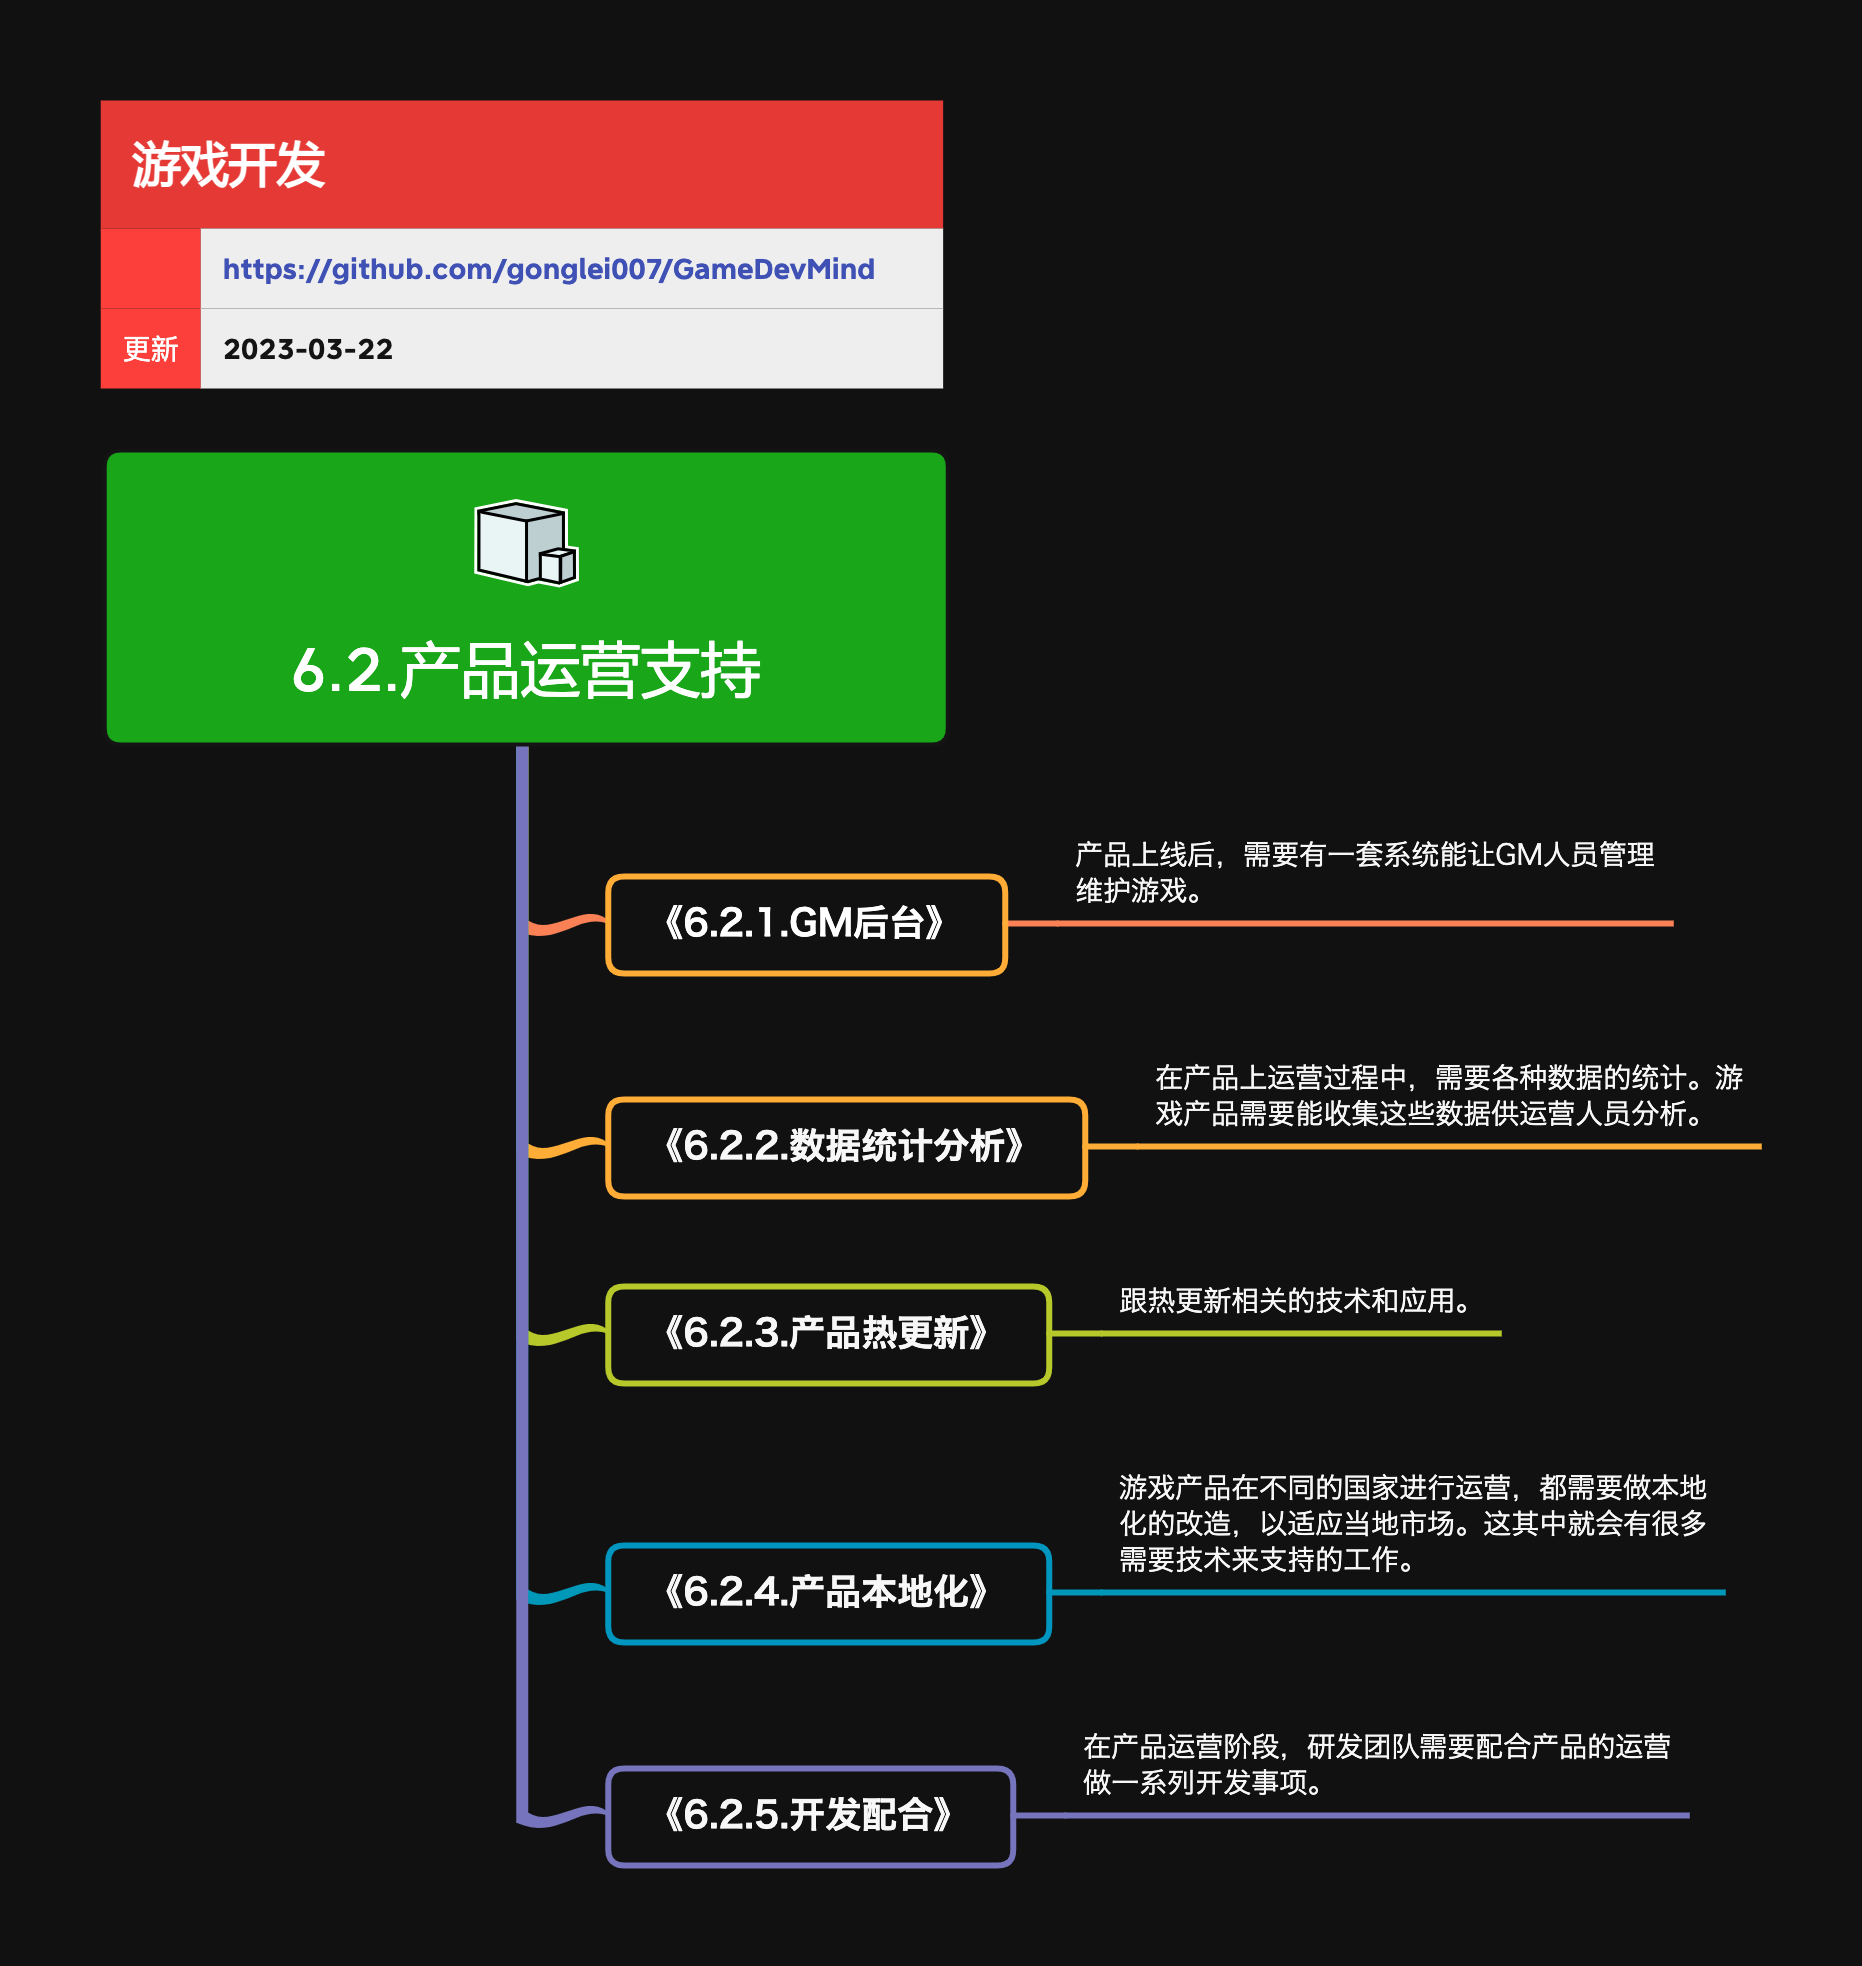 游戏开发
https://github.com/gonglei007/GameDevMind
更新 2023-03-22
6.2.产品运营支持
《6.2.1.GM后台》
产品上线后，需要有一套系统能让GM人员管理
维护游戏。
《6.2.2.数据统计分析》
在产品上运营过程中，需要各种数据的统计。游
戏产品需要能收集这些数据供运营人员分析。
《6.2.3.产品热更新》
跟热更新相关的技术和应用。
《6.2.4.产品本地化》
游戏产品在不同的国家进行运营，都需要做本地
化的改造，以适应当地市场。这其中就会有很多
需要技术来支持的工作。
《6.2.5.开发配合》
在产品运营阶段，研发团队需要配合产品的运营
做一系列开发事项。